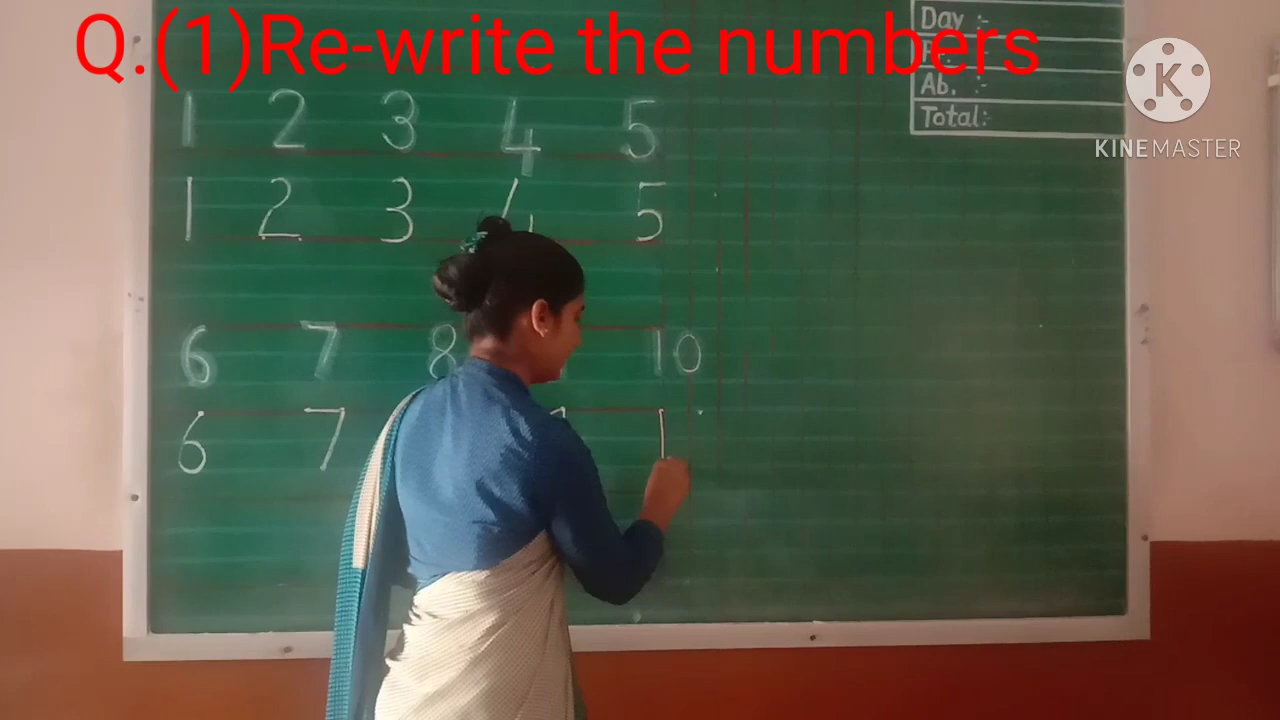 Q.(1)Re-write the numbers
Day :-
Ab. :-
Total:-
KINEMASTER
1 2 3 4 5
1 2 3 4 5
6 7 8 10
6 7